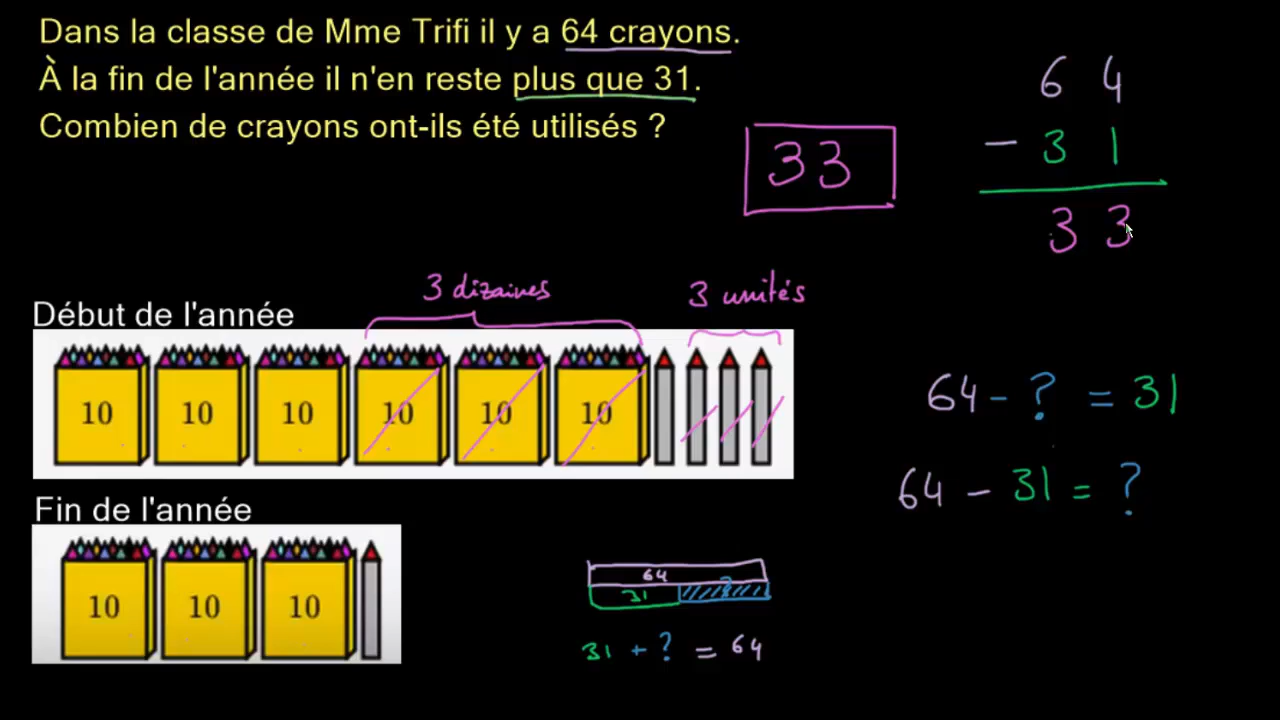 Dans la classe de Mme Trifi il y a 64 crayons.
À la fin de l'année il n'en reste plus que 31.
Combien de crayons ont-ils été utilisés ?
33
6 4
- 3 1
3 3
3 dizaines
3 unités
Début de l'année
10 10 10 10 10 10
64 - ? = 31
64 - 31 = ?
Fin de l'année
10 10 10
64
31 ?
31 + ? = 64